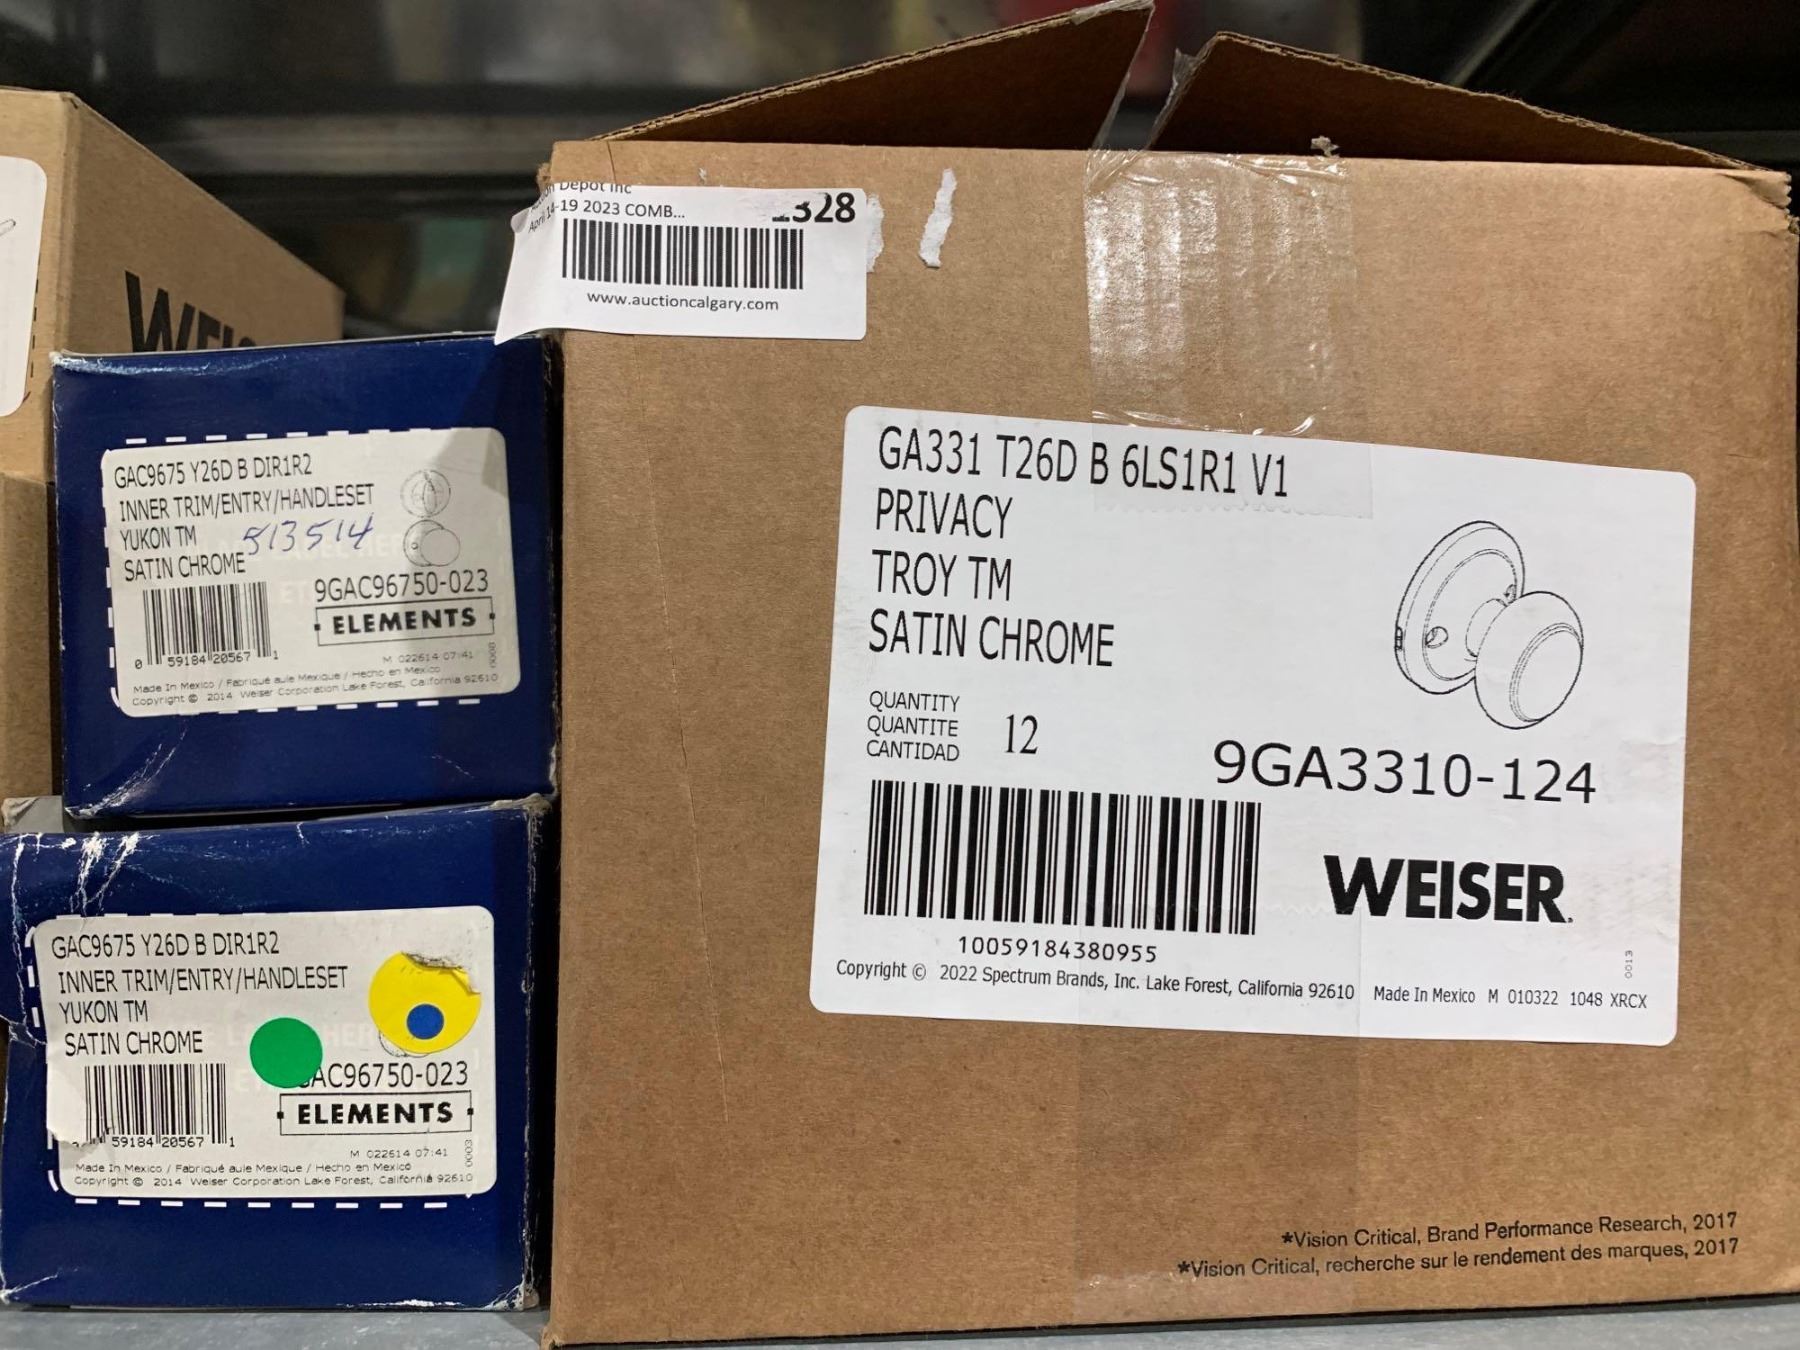 Depot Inc
April 14-19 2023 COMB...
328
www.auctioncalgary.com
GAC9675 Y26D B DIR1R2
INNER TRIM/ENTRY/HANDLESET
YUKON TM
513514
SATIN CHROME
9GAC96750-023
ELEMENTS
0 59184 20567 1
M 022614 07:41
Made In Mexico / Fabriqué auie Mexique / Hecho en Mexico
Copyright © 2014 Weiser Corporation Lake Forest, California 92610
GAC9675 Y26D B DIR1R2
INNER TRIM/ENTRY/HANDLESET
YUKON TM
SATIN CHROME
AC96750-023
ELEMENTS
59184 20567 1
M 022614 07:41
0003
Made In Mexico / Fabriqué auie Mexique / Hecho en Mexico
Copyright © 2014 Weiser Corporation Lake Forest, California 92610
GA331 T26D B 6LS1R1 V1
PRIVACY
TROY TM
SATIN CHROME
QUANTITY
QUANTITE 12
CANTIDAD
9GA3310-124
WEISER.
10059184380955
0013
Copyright © 2022 Spectrum Brands, Inc. Lake Forest, California 92610 Made In Mexico M 010322 1048 XRCX
*Vision Critical, Brand Performance Research, 2017
*Vision Critical, recherche sur le rendement des marques, 2017